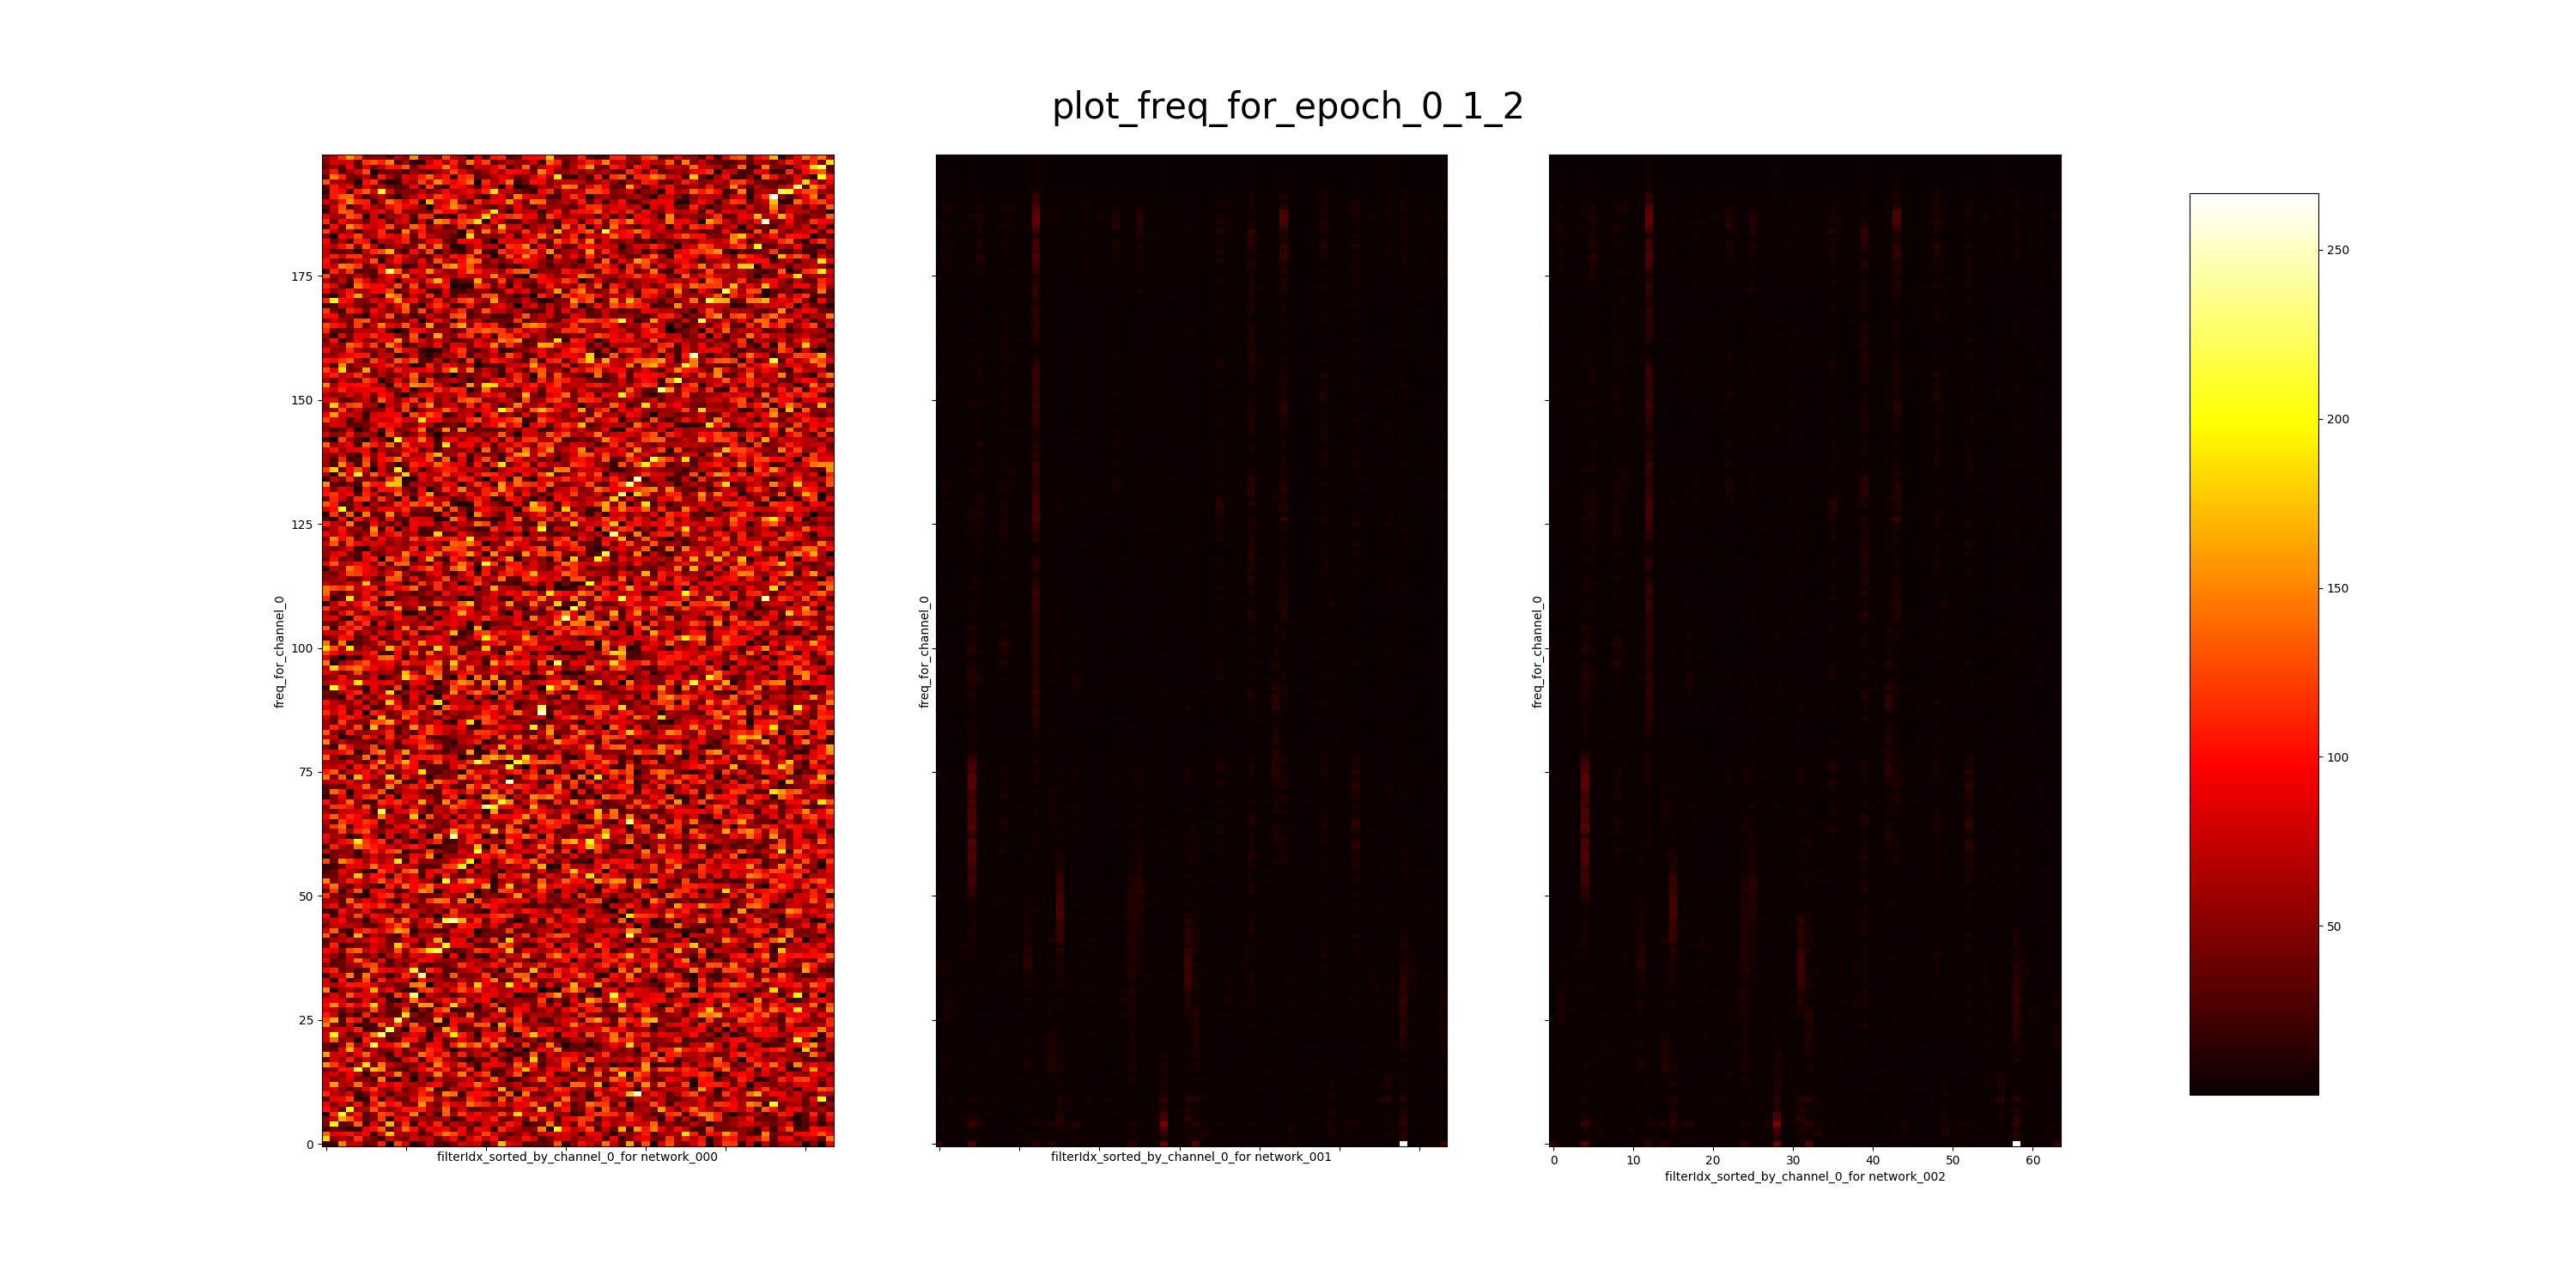 plot_freq_for_epoch_0_1_2
freq_for_channel_0
175
150
125
100
75
50
25
0
filterIdx_sorted_by_channel_0_for network_000
freq_for_channel_0
filterIdx_sorted_by_channel_0_for network_001
freq_for_channel_0
0 10 20 30 40 50 60
filterIdx_sorted_by_channel_0_for network_002
250
200
150
100
50